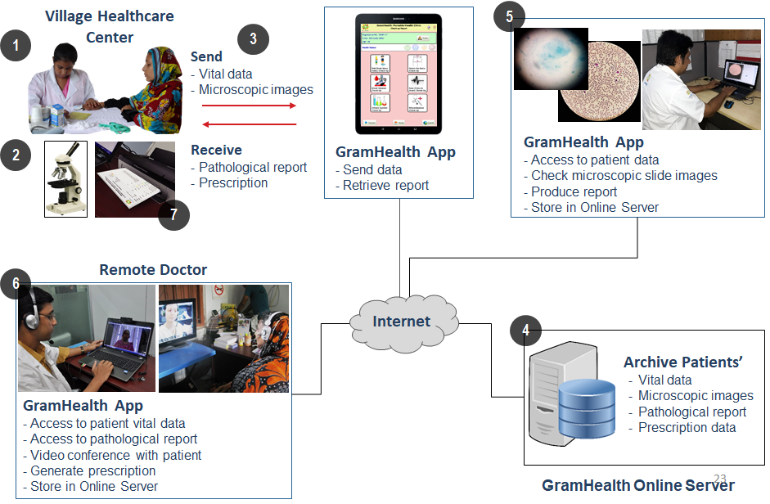 Village Healthcare
Center
1
3
Send
- Vital data
- Microscopic images
Receive
- Pathological report
- Prescription
2
7
GramHealth App
- Send data
- Retrieve report
5
GramHealth App
- Access to patient data
- Check microscopic slide images
- Produce report
- Store in Online Server
Remote Doctor
6
GramHealth App
- Access to patient vital data
- Access to pathological report
- Video conference with patient
- Generate prescription
- Store in Online Server
Internet
4
Archive Patients'
- Vital data
- Microscopic images
- Pathological report
- Prescription data
23
GramHealth Online Server